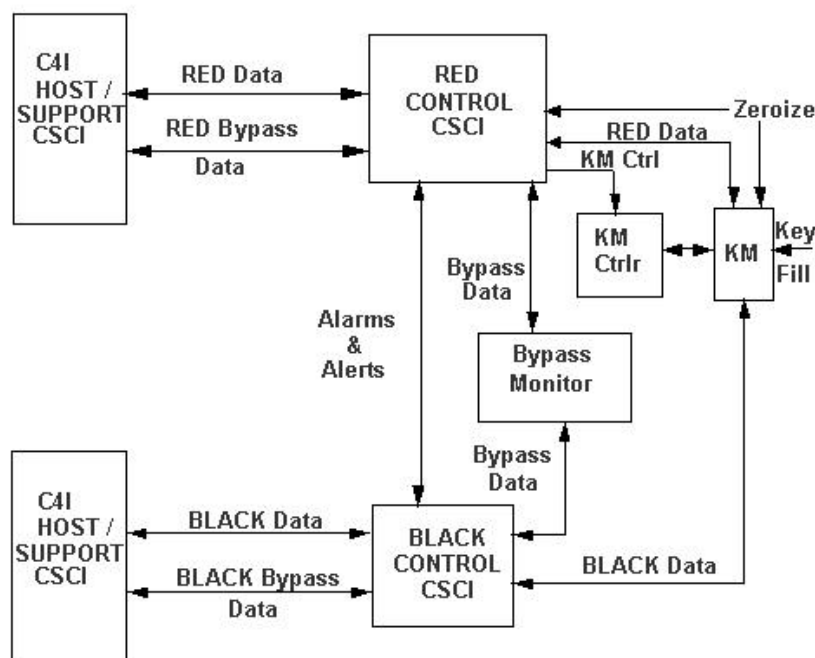 C4I
HOST /
SUPPORT
CSCI
RED Data
RED Bypass
Data
RED
CONTROL
CSCI
Zeroize
RED Data
KM Ctrl
KM
Ctrlr
KM
Key
Fill
Bypass
Data
Alarms
&
Alerts
Bypass
Monitor
Bypass
Data
C4I
HOST /
SUPPORT
CSCI
BLACK Data
BLACK Bypass
Data
BLACK
CONTROL
CSCI
BLACK Data